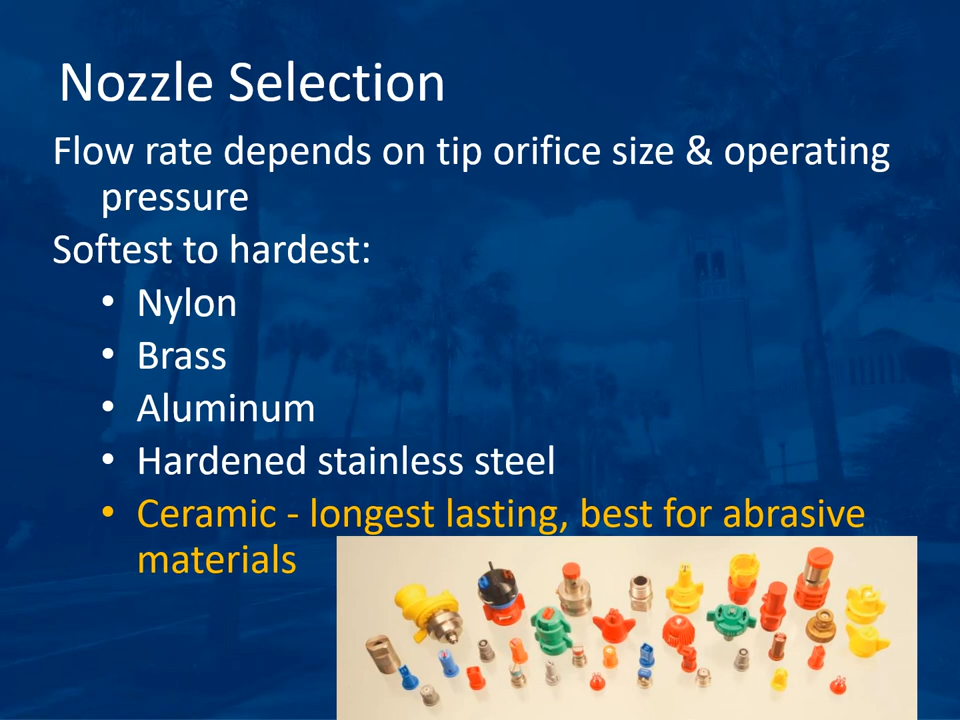 Nozzle Selection
Flow rate depends on tip orifice size & operating
pressure
Softest to hardest:
• Nylon
• Brass
• Aluminum
• Hardened stainless steel
• Ceramic - longest lasting, best for abrasive
materials